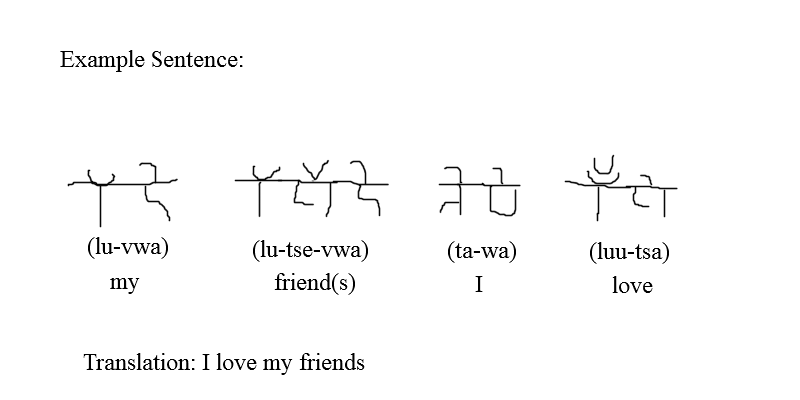 Example Sentence:
(lu-vwa) (lu-tse-vwa) (ta-wa) (luu-tsa)
my friend(s) I love
Translation: I love my friends